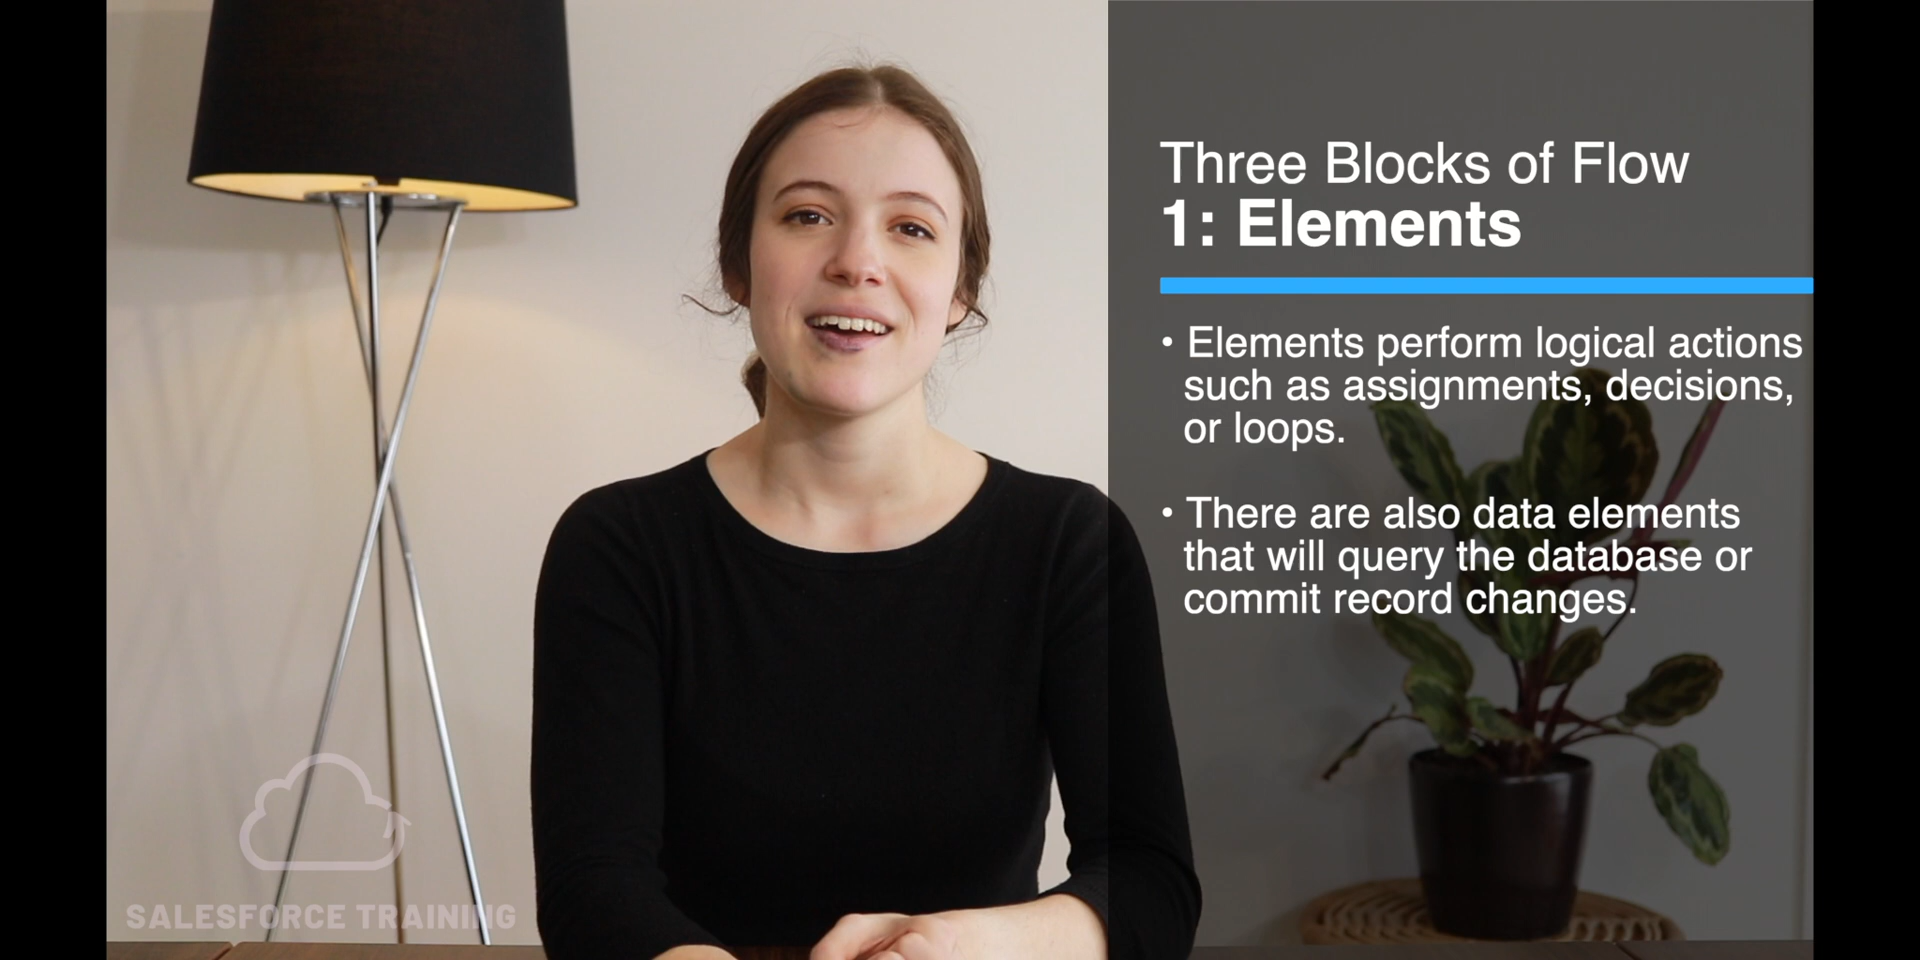 Three Blocks of Flow
1: Elements
• Elements perform logical actions
such as assignments, decisions,
or loops.
• There are also data elements
that will query the database or
commit record changes.
SALESFORCE TRAINING